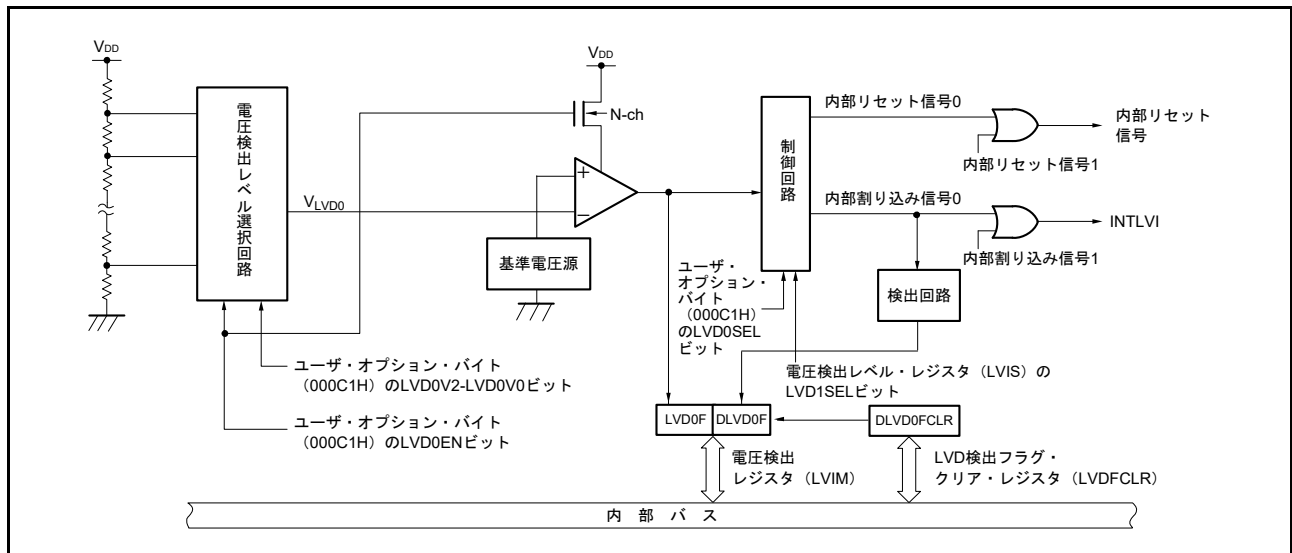 VDD
電圧検出レベル選択回路
VLVD0
VDD
N-ch
+
−
基準電圧源
制御回路
内部リセット信号0
内部リセット信号1
内部リセット
信号
内部割り込み信号0
内部割り込み信号1
INTLVI
検出回路
ユーザ・
オプション・
バイト
(000C1H)
のLVD0SEL
ビット
電圧検出レベル・レジスタ(LVIS)の
LVD1SELビット
ユーザ・オプション・バイト
(000C1H)のLVD0V2-LVD0V0ビット
ユーザ・オプション・バイト
(000C1H)のLVD0ENビット
LVD0F
DLVD0F
DLVD0FCLR
電圧検出
レジスタ(LVIM)
LVD検出フラグ・
クリア・レジスタ(LVDFCLR)
内部バス